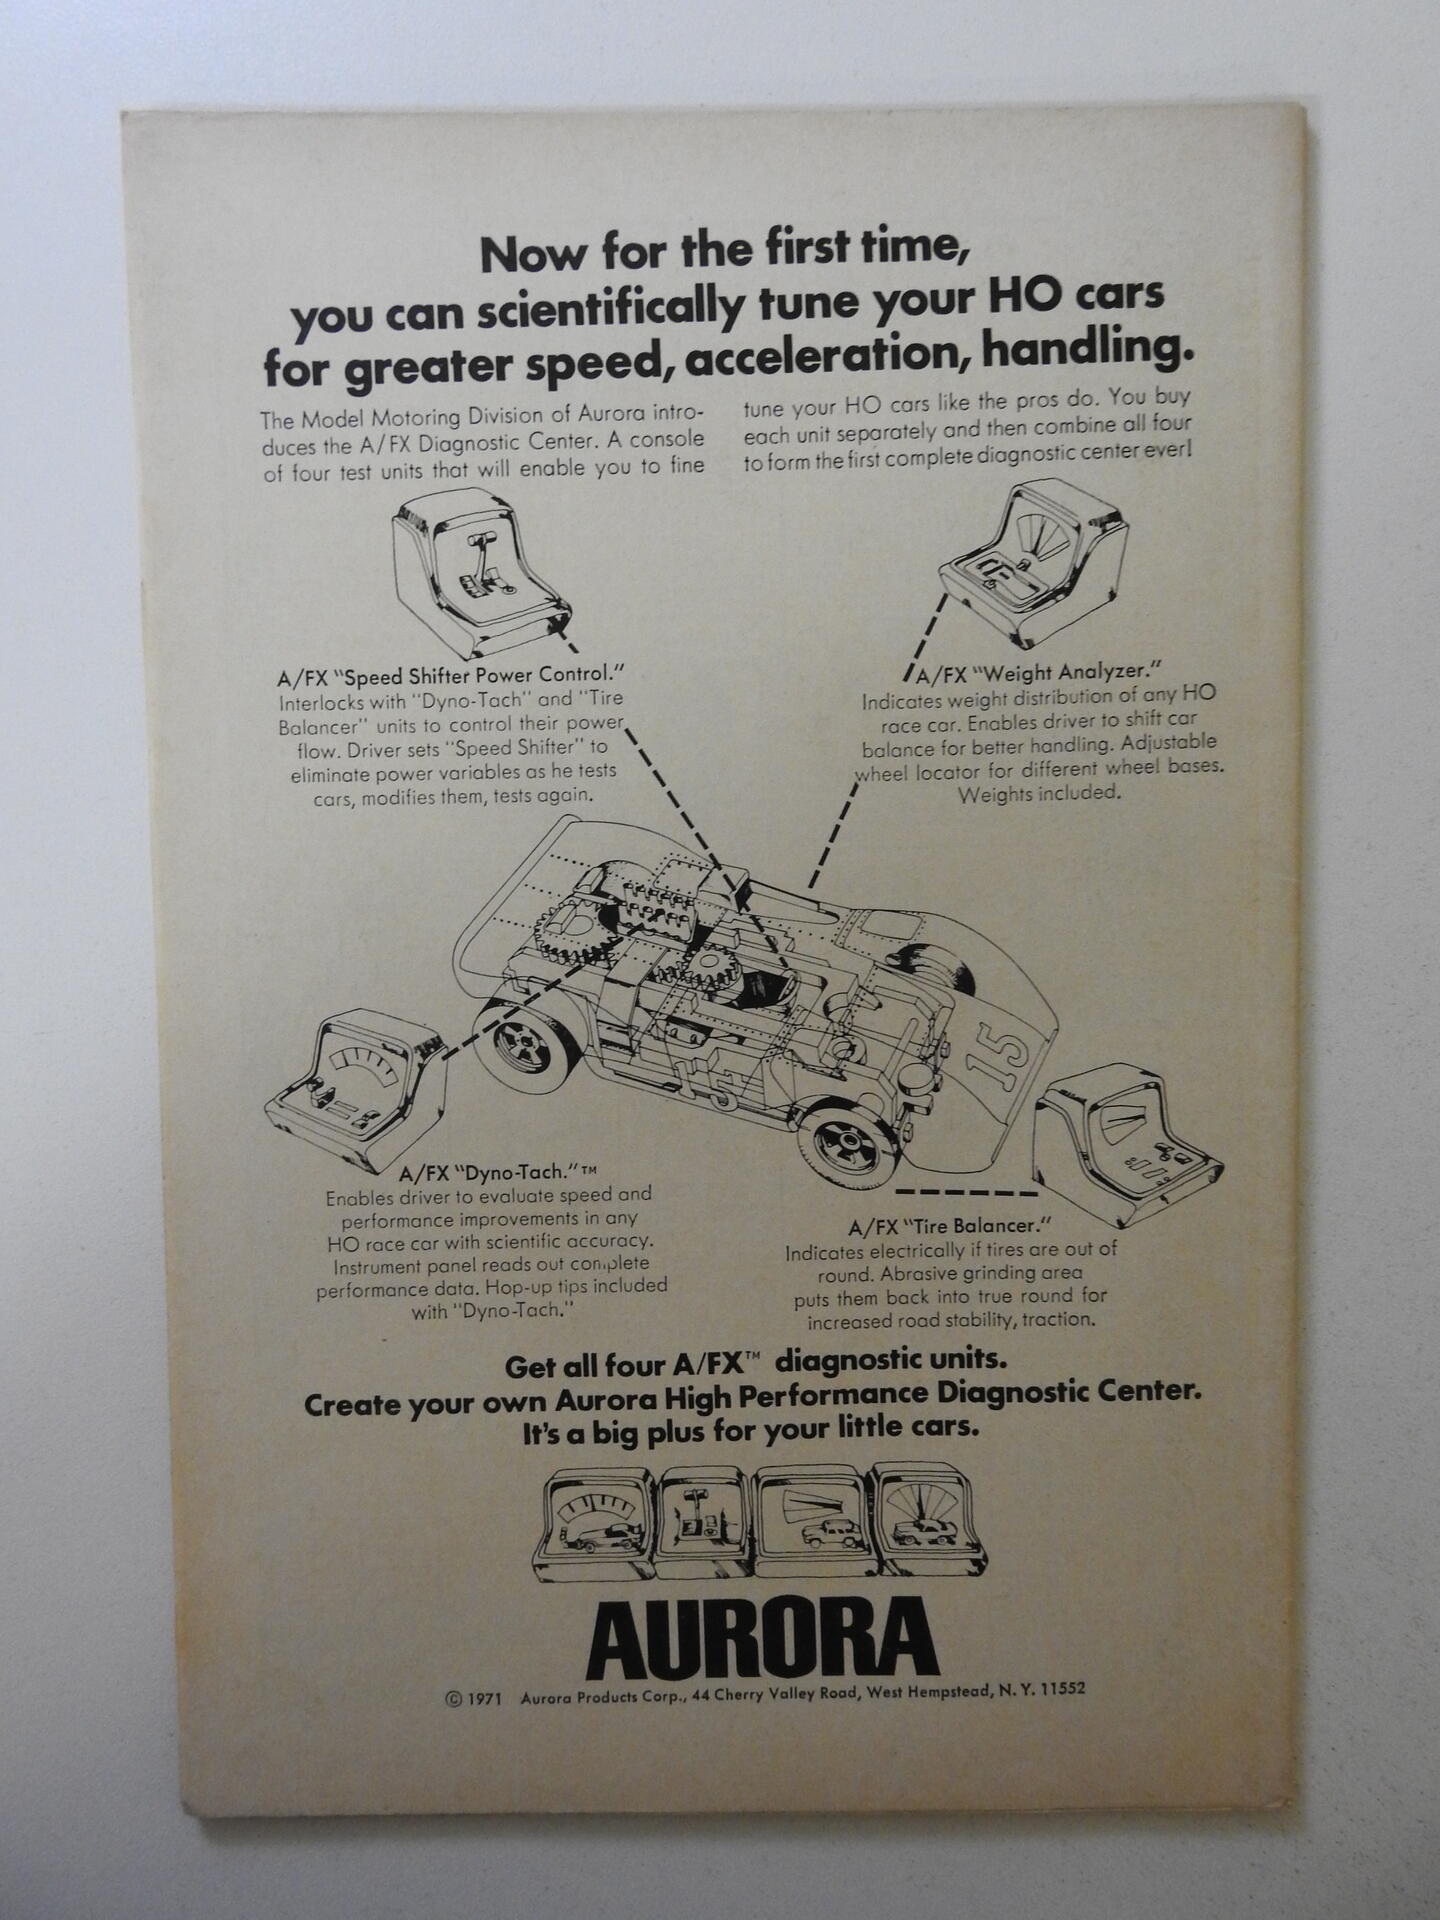 Now for the first time,
you can scientifically tune your HO cars
for greater speed, acceleration, handling.
The Model Motoring Division of Aurora intro-
duces the A/FX Diagnostic Center. A console
of four test units that will enable you to fine
tune your HO cars like the pros do. You buy
each unit separately and then combine all four
to form the first complete diagnostic center ever!
A/FX "Speed Shifter Power Control."
Interlocks with "Dyno-Tach" and "Tire
Balancer" units to control their power
flow. Driver sets "Speed Shifter" to
eliminate power variables as he tests
cars, modifies them, tests again.
A/FX "Weight Analyzer."
Indicates weight distribution of any HO
race car. Enables driver to shift car
balance for better handling. Adjustable
wheel locator for different wheel bases.
Weights included.
15
15
A/FX "Dyno-Tach."™
Enables driver to evaluate speed and
performance improvements in any
HO race car with scientific accuracy.
Instrument panel reads out complete
performance data. Hop-up tips included
with "Dyno-Tach."
A/FX "Tire Balancer."
Indicates electrically if tires are out of
round. Abrasive grinding area
puts them back into true round for
increased road stability, traction.
Get all four A/FX™ diagnostic units.
Create your own Aurora High Performance Diagnostic Center.
It's a big plus for your little cars.
AURORA
© 1971 Aurora Products Corp., 44 Cherry Valley Road, West Hempstead, N. Y. 11552